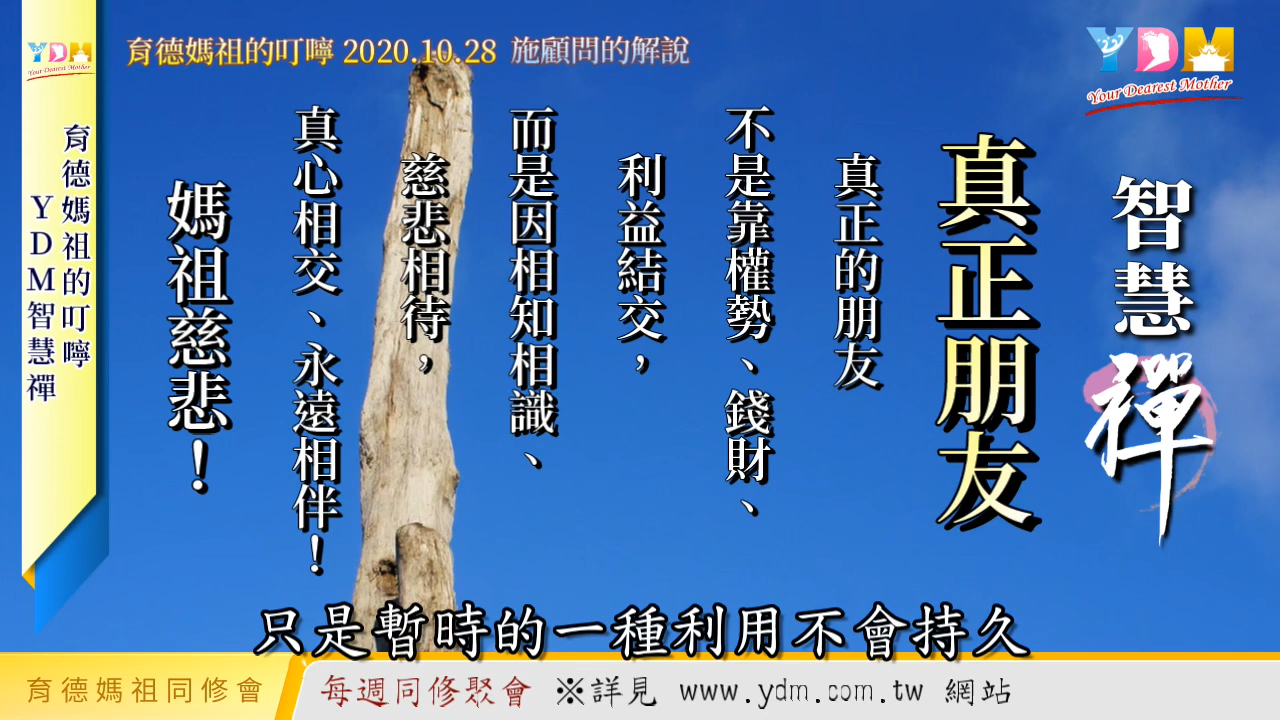 YDM
Your Dearest Mother
育德媽祖的叮嚀
YDM智慧禪
育德媽祖的叮嚀 2020.10.28 施顧問的解說
YDM
Your Dearest Mother
智慧禪
真正朋友
真正的朋友
不是靠權勢、錢財、
利益結交，
而是因相知相識、
慈悲相待，
真心相交、永遠相伴！
媽祖慈悲！
只是暫時的一種利用不會持久
育德媽祖同修會
每週同修聚會 ※詳見 www.ydm.com.tw 網站